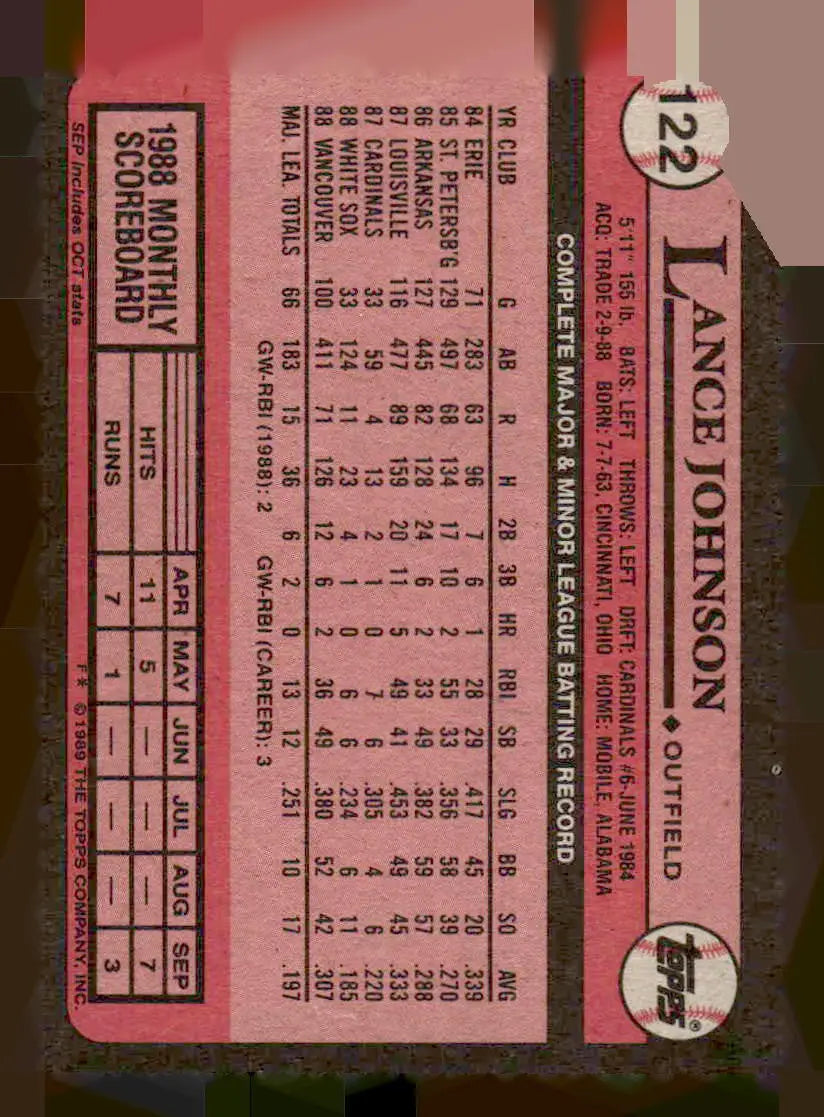 122
LANCE JOHNSON ◆ OUTFIELD
topps®
5'11" 155 lb. BATS: LEFT THROWS: LEFT DRFT: CARDINALS #6-JUNE 1984
ACQ: TRADE 2-9-88 BORN: 7-7-63, CINCINNATI, OHIO HOME: MOBILE, ALABAMA
COMPLETE MAJOR & MINOR LEAGUE BATTING RECORD
YR CLUB G AB R H 2B 3B HR RBI SB SLG BB SO AVG
84 ERIE 71 283 63 96 7 6 1 28 29 .417 45 20 .339
85 ST. PETERSB'G 129 497 68 134 17 10 2 55 33 .356 58 39 .270
86 ARKANSAS 127 445 82 128 24 6 2 33 49 .382 59 57 .288
87 LOUISVILLE 116 477 89 159 20 11 5 49 41 .453 49 45 .333
87 CARDINALS 33 59 4 13 2 1 0 7 6 .305 4 6 .220
88 WHITE SOX 33 124 11 23 4 1 0 6 6 .234 6 11 .185
88 VANCOUVER 100 411 71 126 12 6 2 36 49 .380 52 42 .307
MAJ. LEA. TOTALS 66 183 15 36 6 2 0 13 12 .251 10 17 .197
GW-RBI (1988): 2 GW-RBI (CAREER): 3
1988 MONTHLY
SCOREBOARD
APR MAY JUN JUL AUG SEP
HITS 11 5 — — — 7
RUNS 7 1 — — — 3
SEP includes OCT stats
F* ©1989 THE TOPPS COMPANY, INC.